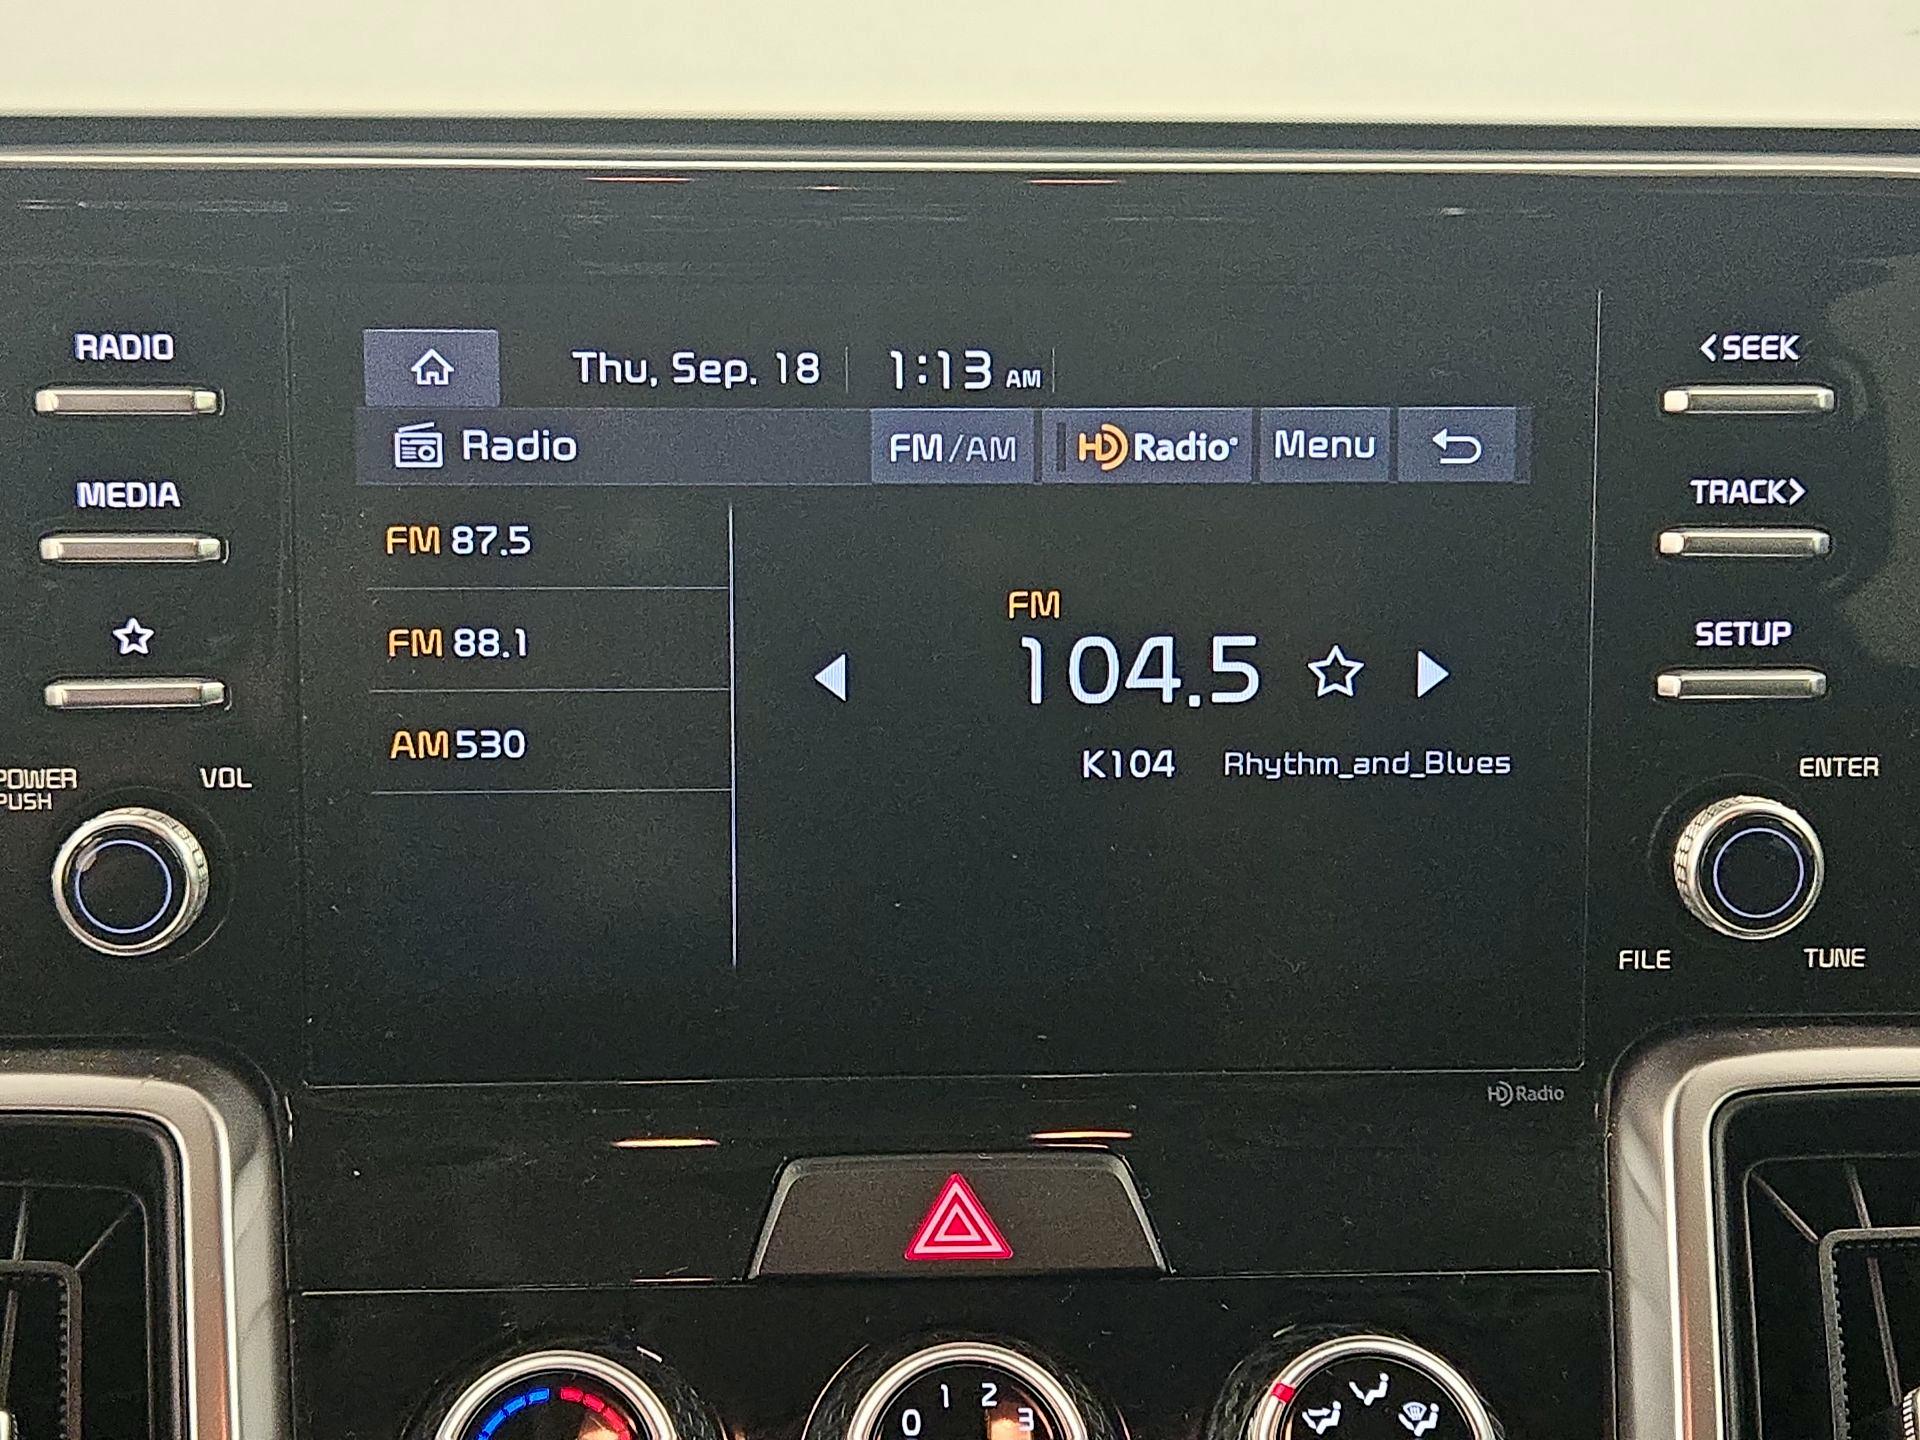 RADIO
<SEEK
Thu, Sep. 18
1:13 AM
Radio
FM/AM
HD Radio
Menu
MEDIA
TRACK>
FM 87.5
FM
FM 88.1
104.5
SETUP
AM 530
K104
Rhythm_and_Blues
POWER
PUSH
VOL
ENTER
FILE
TUNE
HD Radio
0 1 2 3